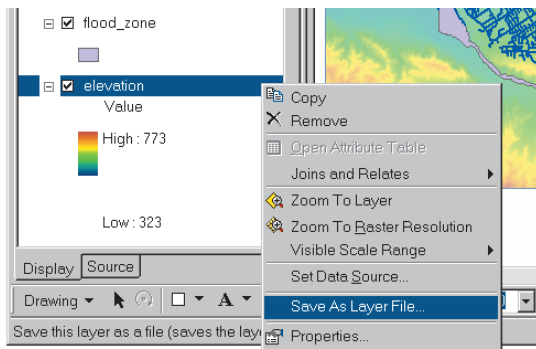 flood_zone
elevation
Value
High : 773
Low : 323
Display Source
Drawing A
Save this layer as a file (saves the
Copy
Remove
Open Attribute Table
Joins and Relates
Zoom To Layer
Zoom To Raster Resolution
Visible Scale Range
Set Data Source...
Save As Layer File...
Properties...